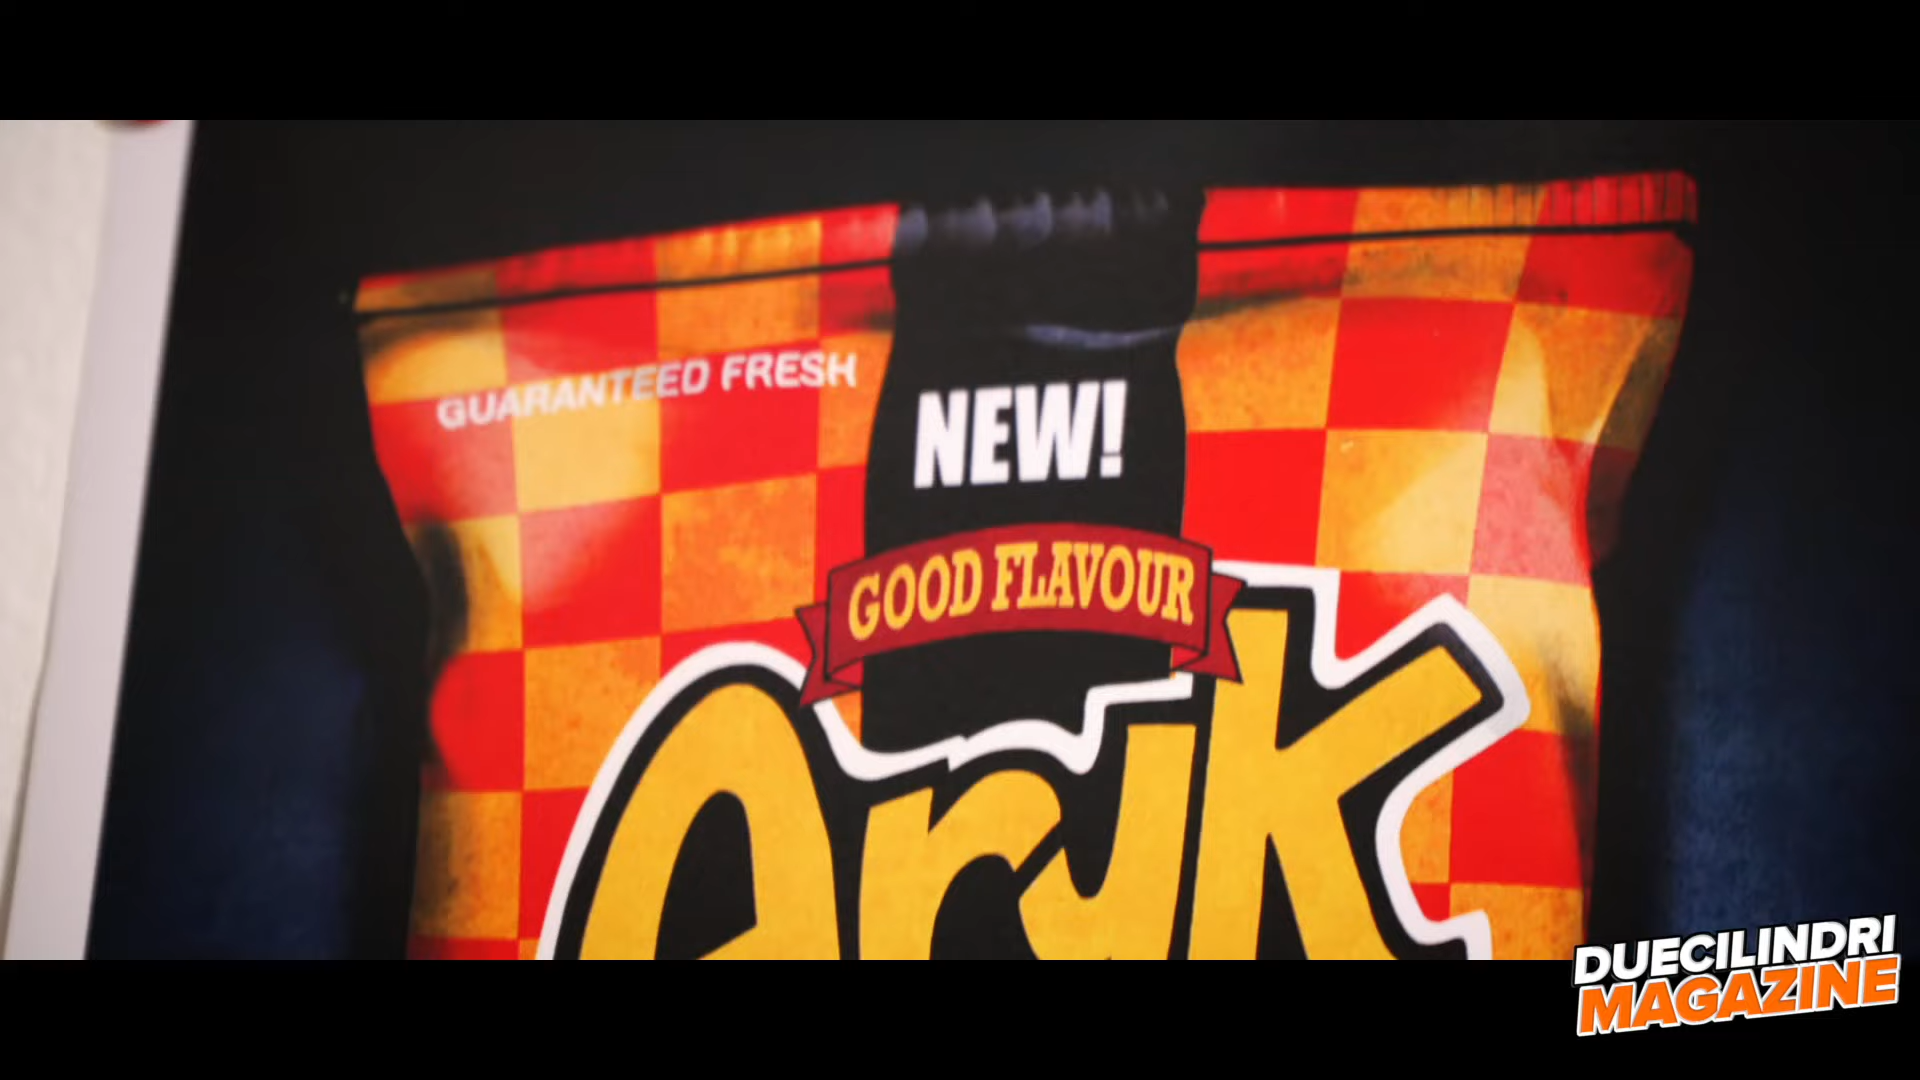 GUARANTEED FRESH
NEW!
GOOD FLAVOUR
DUECILINDRI
MAGAZINE